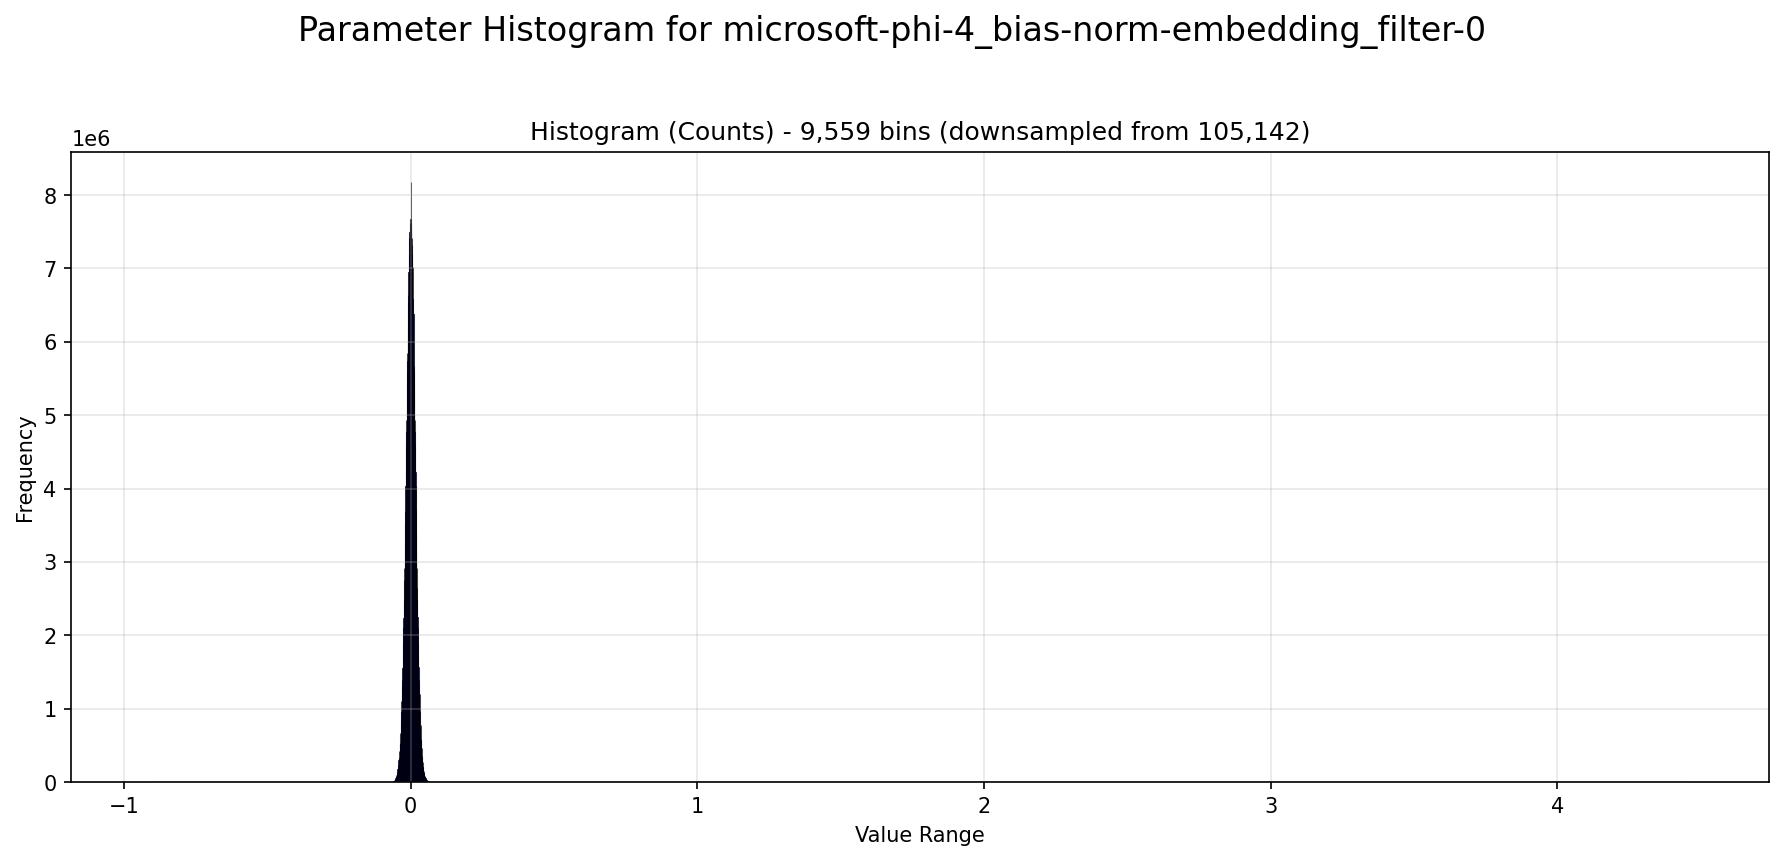 Parameter Histogram for microsoft-phi-4_bias-norm-embedding_filter-0
Histogram (Counts) - 9,559 bins (downsampled from 105,142)
1e6
8
7
6
5
4
3
2
1
0
Frequency
−1 0 1 2 3 4
Value Range